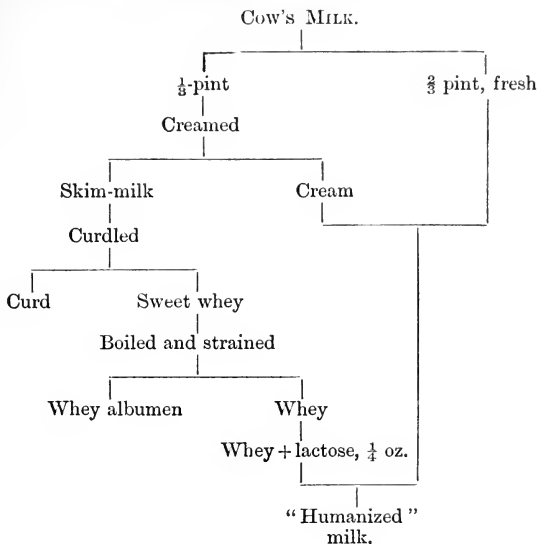 Cow's Milk.
⅓-pint
⅔ pint, fresh
Creamed
Skim-milk
Cream
Curdled
Curd
Sweet whey
Boiled and strained
Whey albumen
Whey
Whey + lactose, ¼ oz.
“Humanized”
milk.